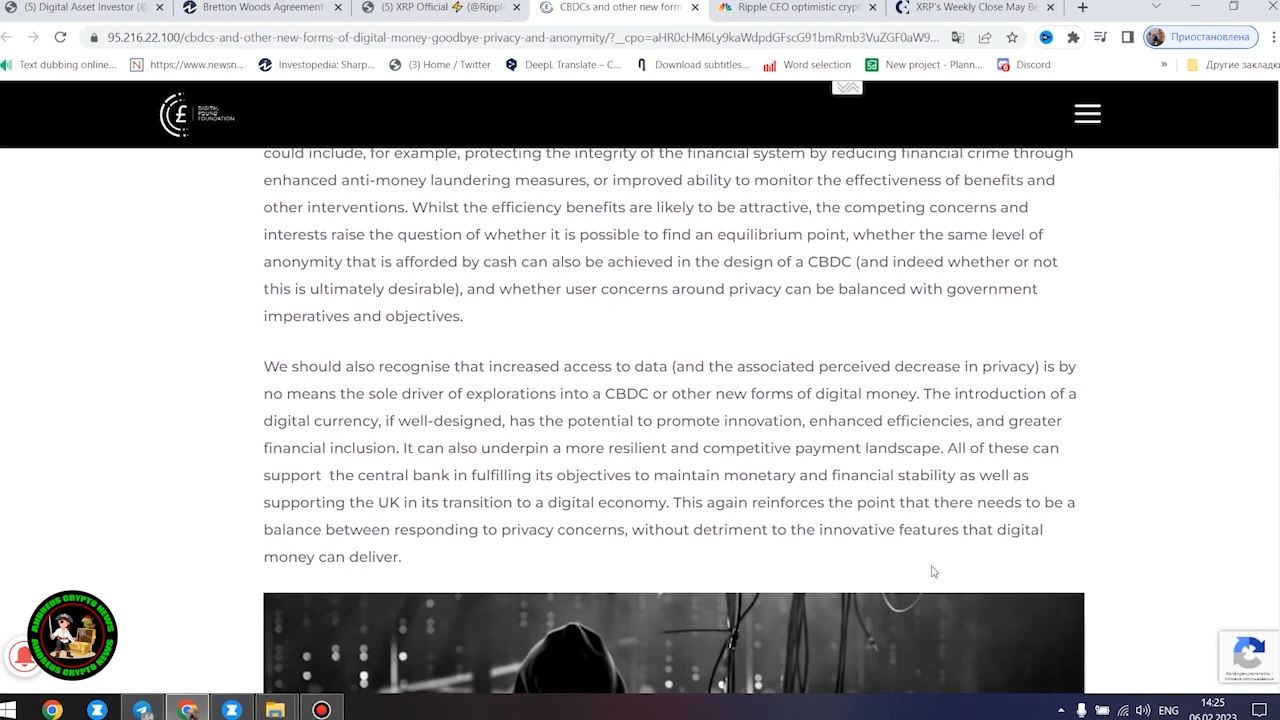 (5) Digital Asset Investor (@
Bretton Woods Agreement
(5) XRP Official ⚡ (@Rippl
CBDCs and other new form
Ripple CEO optimistic crypt
XRP's Weekly Close May Be
95.216.22.100/cbdcs-and-other-new-forms-of-digital-money-goodbye-privacy-and-anonymity/?__cpo=aHR0cHM6Ly9kaWdpdGFscG91bmRmb3VuZGF0aW9...
Приостановлена
Text dubbing online...
https://www.newsn...
Investopedia: Sharp...
(3) Home / Twitter
DeepL Translate – C...
Download subtitles...
Word selection
New project - Plann...
Discord
»
Другие закладки
DIGITAL
POUND
FOUNDATION
could include, for example, protecting the integrity of the financial system by reducing financial crime through
enhanced anti-money laundering measures, or improved ability to monitor the effectiveness of benefits and
other interventions. Whilst the efficiency benefits are likely to be attractive, the competing concerns and
interests raise the question of whether it is possible to find an equilibrium point, whether the same level of
anonymity that is afforded by cash can also be achieved in the design of a CBDC (and indeed whether or not
this is ultimately desirable), and whether user concerns around privacy can be balanced with government
imperatives and objectives.
We should also recognise that increased access to data (and the associated perceived decrease in privacy) is by
no means the sole driver of explorations into a CBDC or other new forms of digital money. The introduction of a
digital currency, if well-designed, has the potential to promote innovation, enhanced efficiencies, and greater
financial inclusion. It can also underpin a more resilient and competitive payment landscape. All of these can
support the central bank in fulfilling its objectives to maintain monetary and financial stability as well as
supporting the UK in its transition to a digital economy. This again reinforces the point that there needs to be a
balance between responding to privacy concerns, without detriment to the innovative features that digital
money can deliver.
ANDREUS CRYPTO NEWS
ANDREUS CRYPTO NEWS
Конфиденциальность -
Условия использования
ENG
14:25
06.02.2023